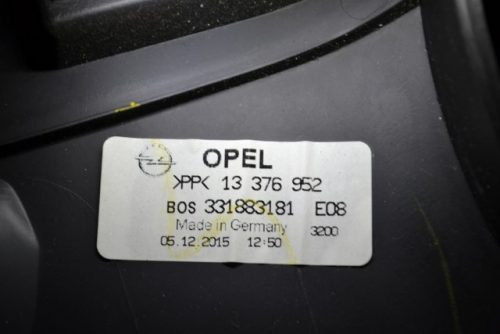 OPEL
>PP< 13 376 952
BOS 331883181 E08
Made in Germany 3200
05.12.2015 12:50